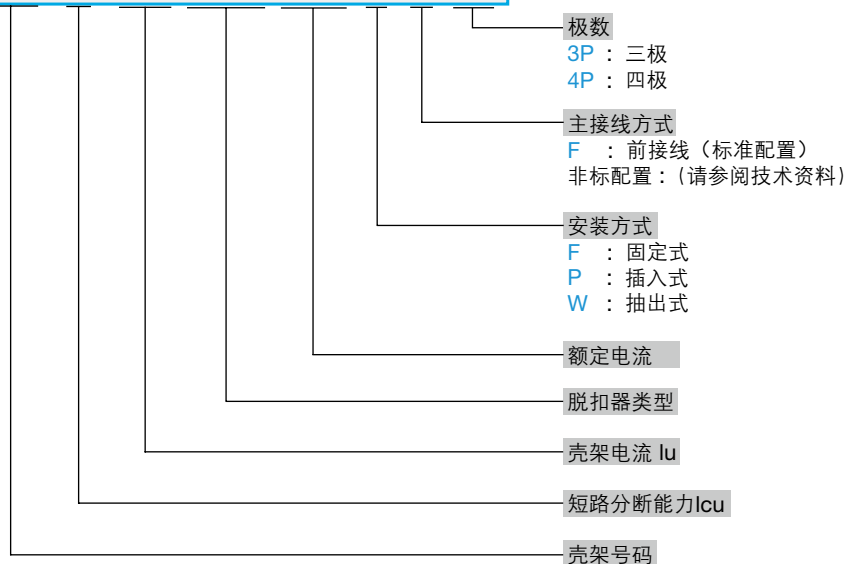 极数
3P : 三极
4P : 四极
主接线方式
F : 前接线（标准配置）
非标配置：（请参阅技术资料）
安装方式
F : 固定式
P : 插入式
W : 抽出式
额定电流
脱扣器类型
壳架电流 Iu
短路分断能力Icu
壳架号码